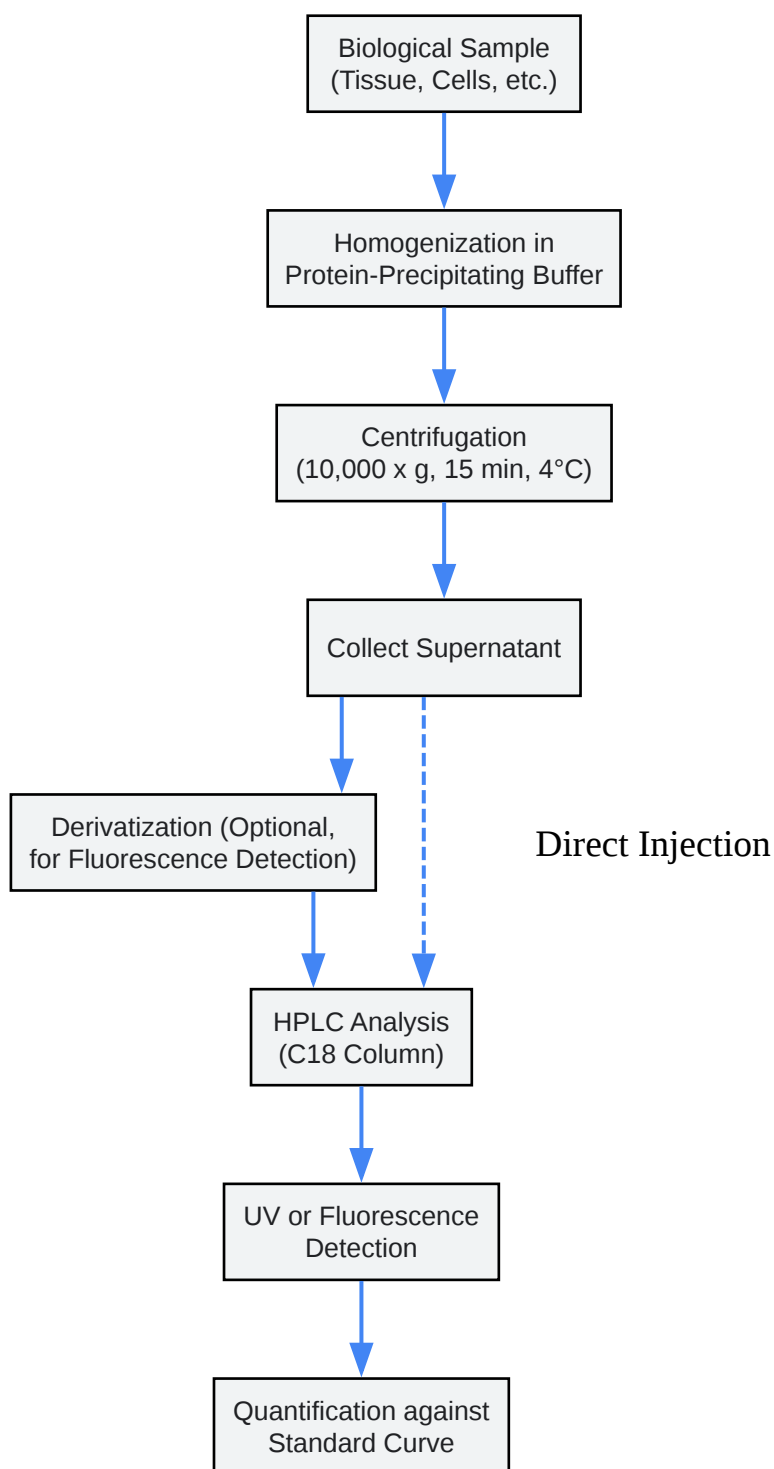 Biological Sample
(Tissue, Cells, etc.)
Homogenization in
Protein-Precipitating Buffer
Centrifugation
(10,000 x g, 15 min, 4°C)
Collect Supernatant
Derivatization (Optional,
for Fluorescence Detection)
Direct Injection
HPLC Analysis
(C18 Column)
UV or Fluorescence
Detection
Quantification against
Standard Curve